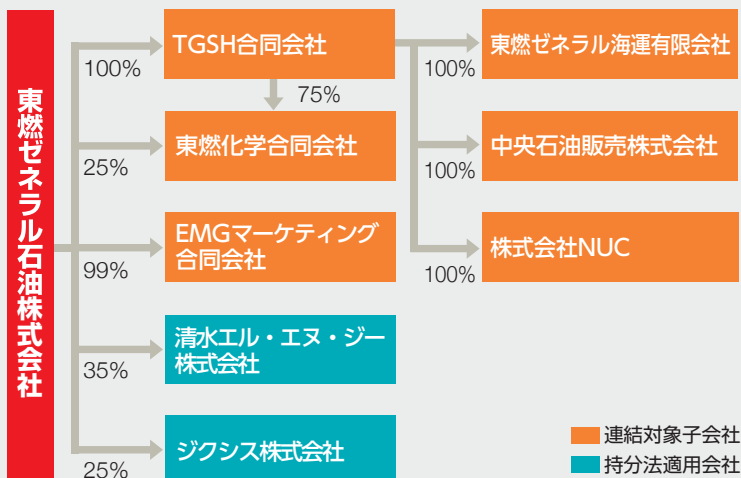 東燃ゼネラル石油株式会社
TGSH合同会社
100%
75%
東燃化学合同会社
25%
EMGマーケティング
合同会社
99%
清水エル・エヌ・ジー
株式会社
35%
ジクシス株式会社
25%
東燃ゼネラル海運有限会社
100%
中央石油販売株式会社
100%
株式会社NUC
100%
連結対象子会社
持分法適用会社